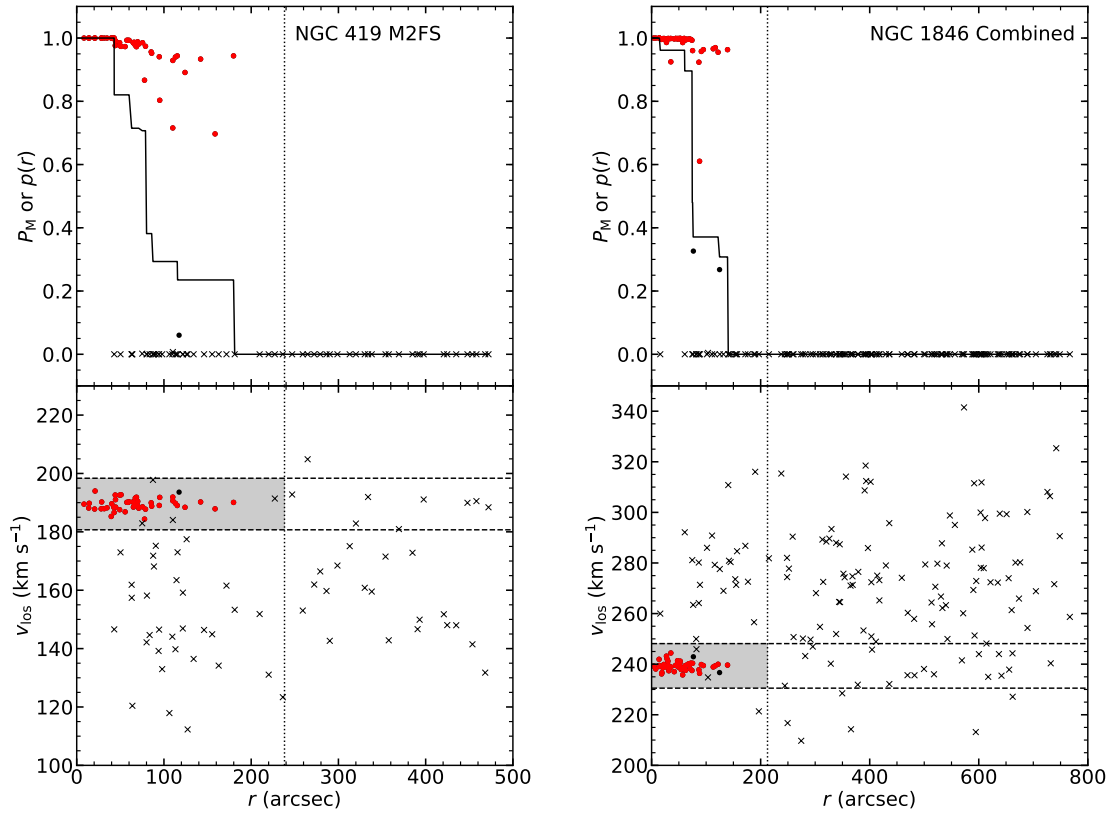 NGC 419 M2FS
P_M or p(r)
1.0
0.8
0.6
0.4
0.2
0.0
v_los (km s⁻¹)
220
200
180
160
140
120
100
0 100 200 300 400 500
r (arcsec)
NGC 1846 Combined
P_M or p(r)
1.0
0.8
0.6
0.4
0.2
0.0
v_los (km s⁻¹)
340
320
300
280
260
240
220
200
0 200 400 600 800
r (arcsec)